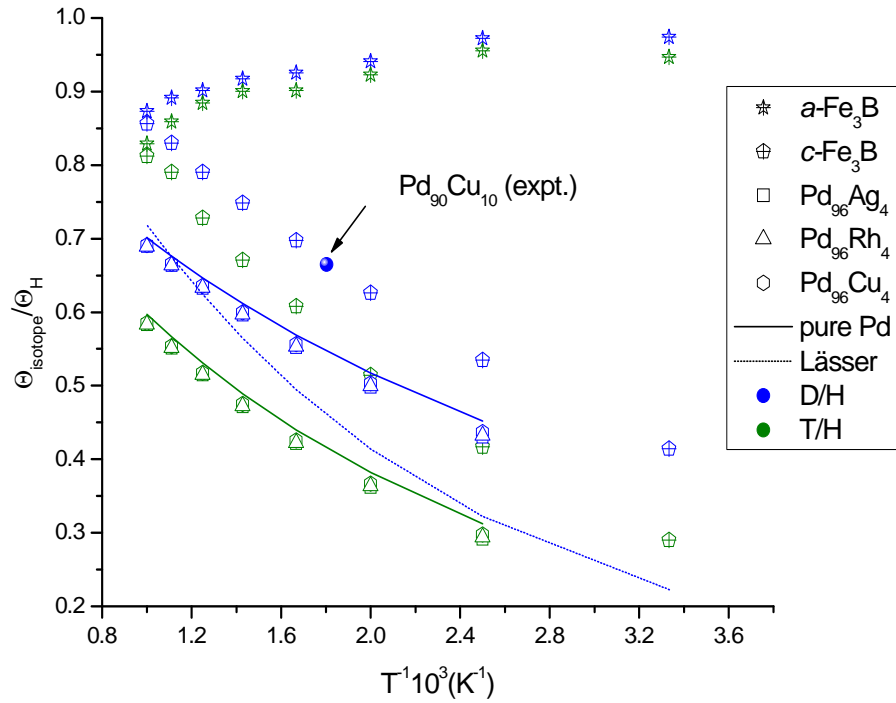 1.0
0.9
0.8
0.7
0.6
0.5
0.4
0.3
0.2
Θisotope/ΘH
Pd90Cu10 (expt.)
a-Fe3B
c-Fe3B
Pd96Ag4
Pd96Rh4
Pd96Cu4
pure Pd
Lässer
D/H
T/H
0.8 1.2 1.6 2.0 2.4 2.8 3.2 3.6
T-1103(K-1)